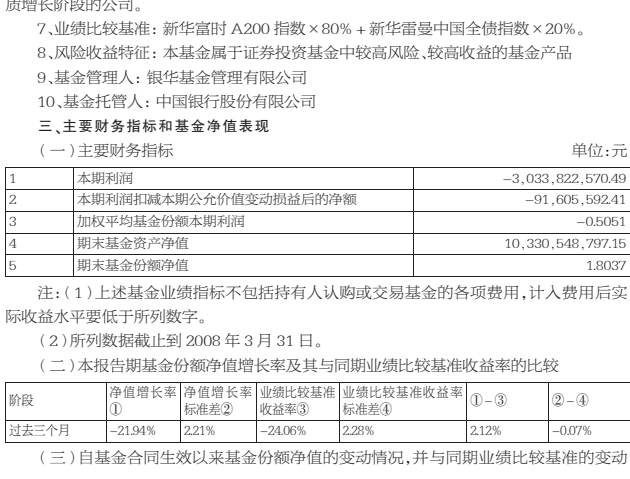 质增长阶段的公司。
7、业绩比较基准：新华富时 A200 指数×80%+新华雷曼中国全债指数×20%。
8、风险收益特征：本基金属于证券投资基金中较高风险、较高收益的基金产品
9、基金管理人：银华基金管理有限公司
10、基金托管人：中国银行股份有限公司
三、主要财务指标和基金净值表现
（一）主要财务指标 单位:元
1 本期利润 -3,033,822,570.49
2 本期利润扣减本期公允价值变动损益后的净额 -91,605,592.41
3 加权平均基金份额本期利润 -0.5051
4 期末基金资产净值 10,330,548,797.15
5 期末基金份额净值 1.8037
注：(1)上述基金业绩指标不包括持有人认购或交易基金的各项费用，计入费用后实
际收益水平要低于所列数字。
(2)所列数据截止到 2008 年 3 月 31 日。
（二）本报告期基金份额净值增长率及其与同期业绩比较基准收益率的比较
阶段 净值增长率① 净值增长率标准差② 业绩比较基准收益率③ 业绩比较基准收益率标准差④ ①-③ ②-④
过去三个月 -21.94% 2.21% -24.06% 2.28% 2.12% -0.07%
（三）自基金合同生效以来基金份额净值的变动情况，并与同期业绩比较基准的变动